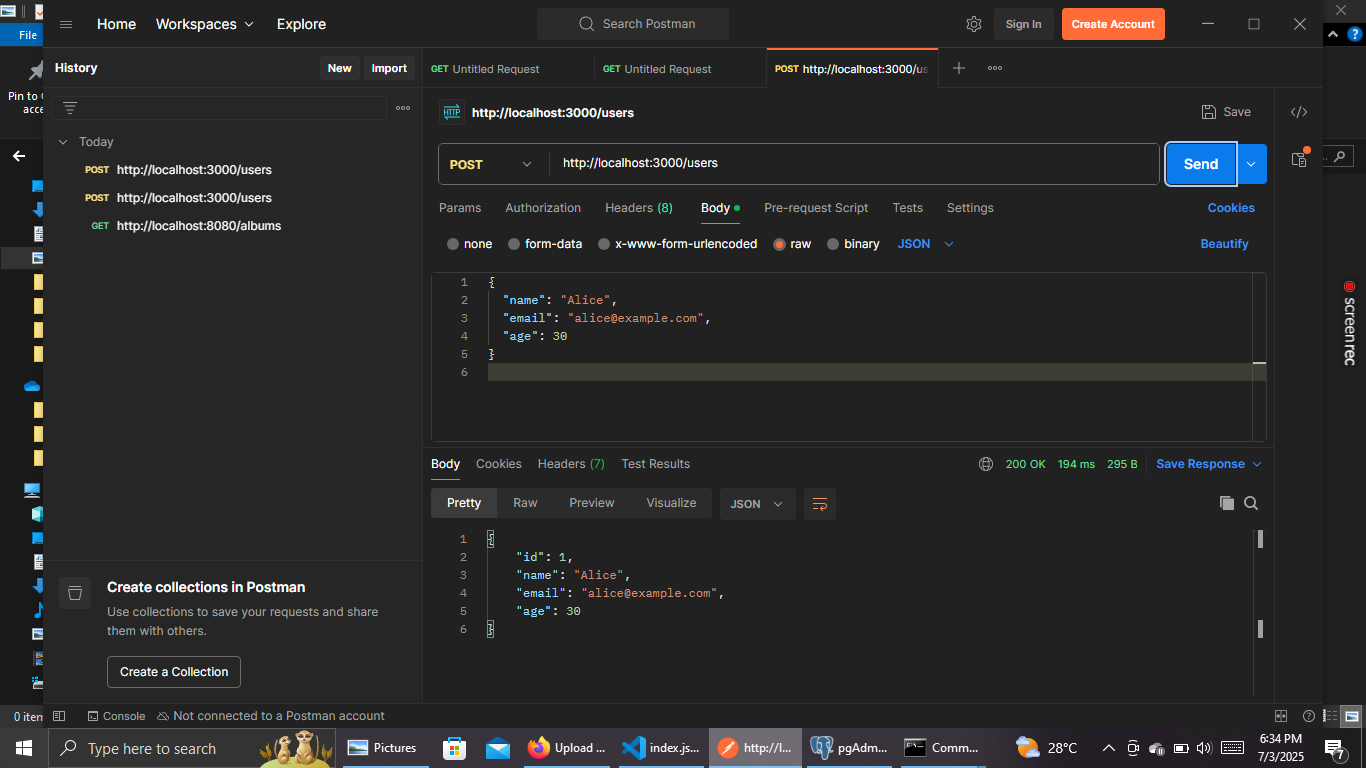 File
Home
Workspaces
Explore
Search Postman
Sign In
Create Account
Pin to
acce
History
New
Import
GET Untitled Request
GET Untitled Request
POST http://localhost:3000/us
HTTP http://localhost:3000/users
Save
Today
POST http://localhost:3000/users
POST http://localhost:3000/users
GET http://localhost:8080/albums
POST
http://localhost:3000/users
Send
Params
Authorization
Headers (8)
Body
Pre-request Script
Tests
Settings
Cookies
none
form-data
x-www-form-urlencoded
raw
binary
JSON
Beautify
1 {
2 "name": "Alice",
3 "email": "alice@example.com",
4 "age": 30
5 }
6
screenrec
Body
Cookies
Headers (7)
Test Results
200 OK
194 ms
295 B
Save Response
Pretty
Raw
Preview
Visualize
JSON
1 {
2 "id": 1,
3 "name": "Alice",
4 "email": "alice@example.com",
5 "age": 30
6 }
Create collections in Postman
Use collections to save your requests and share
them with others.
Create a Collection
0 item
Console
Not connected to a Postman account
Type here to search
Pictures
Upload ...
index.js...
http://l...
pgAdm...
Comm...
28°C
6:34 PM
7/3/2025
7